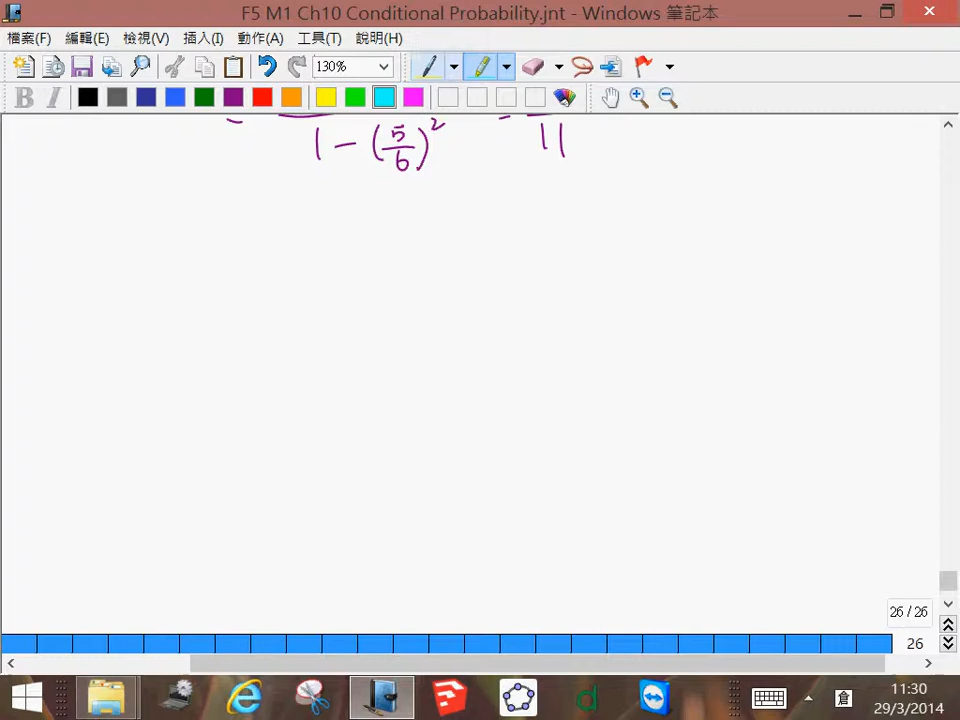 F5 M1 Ch10 Conditional Probability.jnt - Windows 筆記本
檔案(F) 編輯(E) 檢視(V) 插入(I) 動作(A) 工具(T) 說明(H)
130%
B I
= 1 - (5/6)^2 = 11
26 / 26
26
11:30
倉
29/3/2014